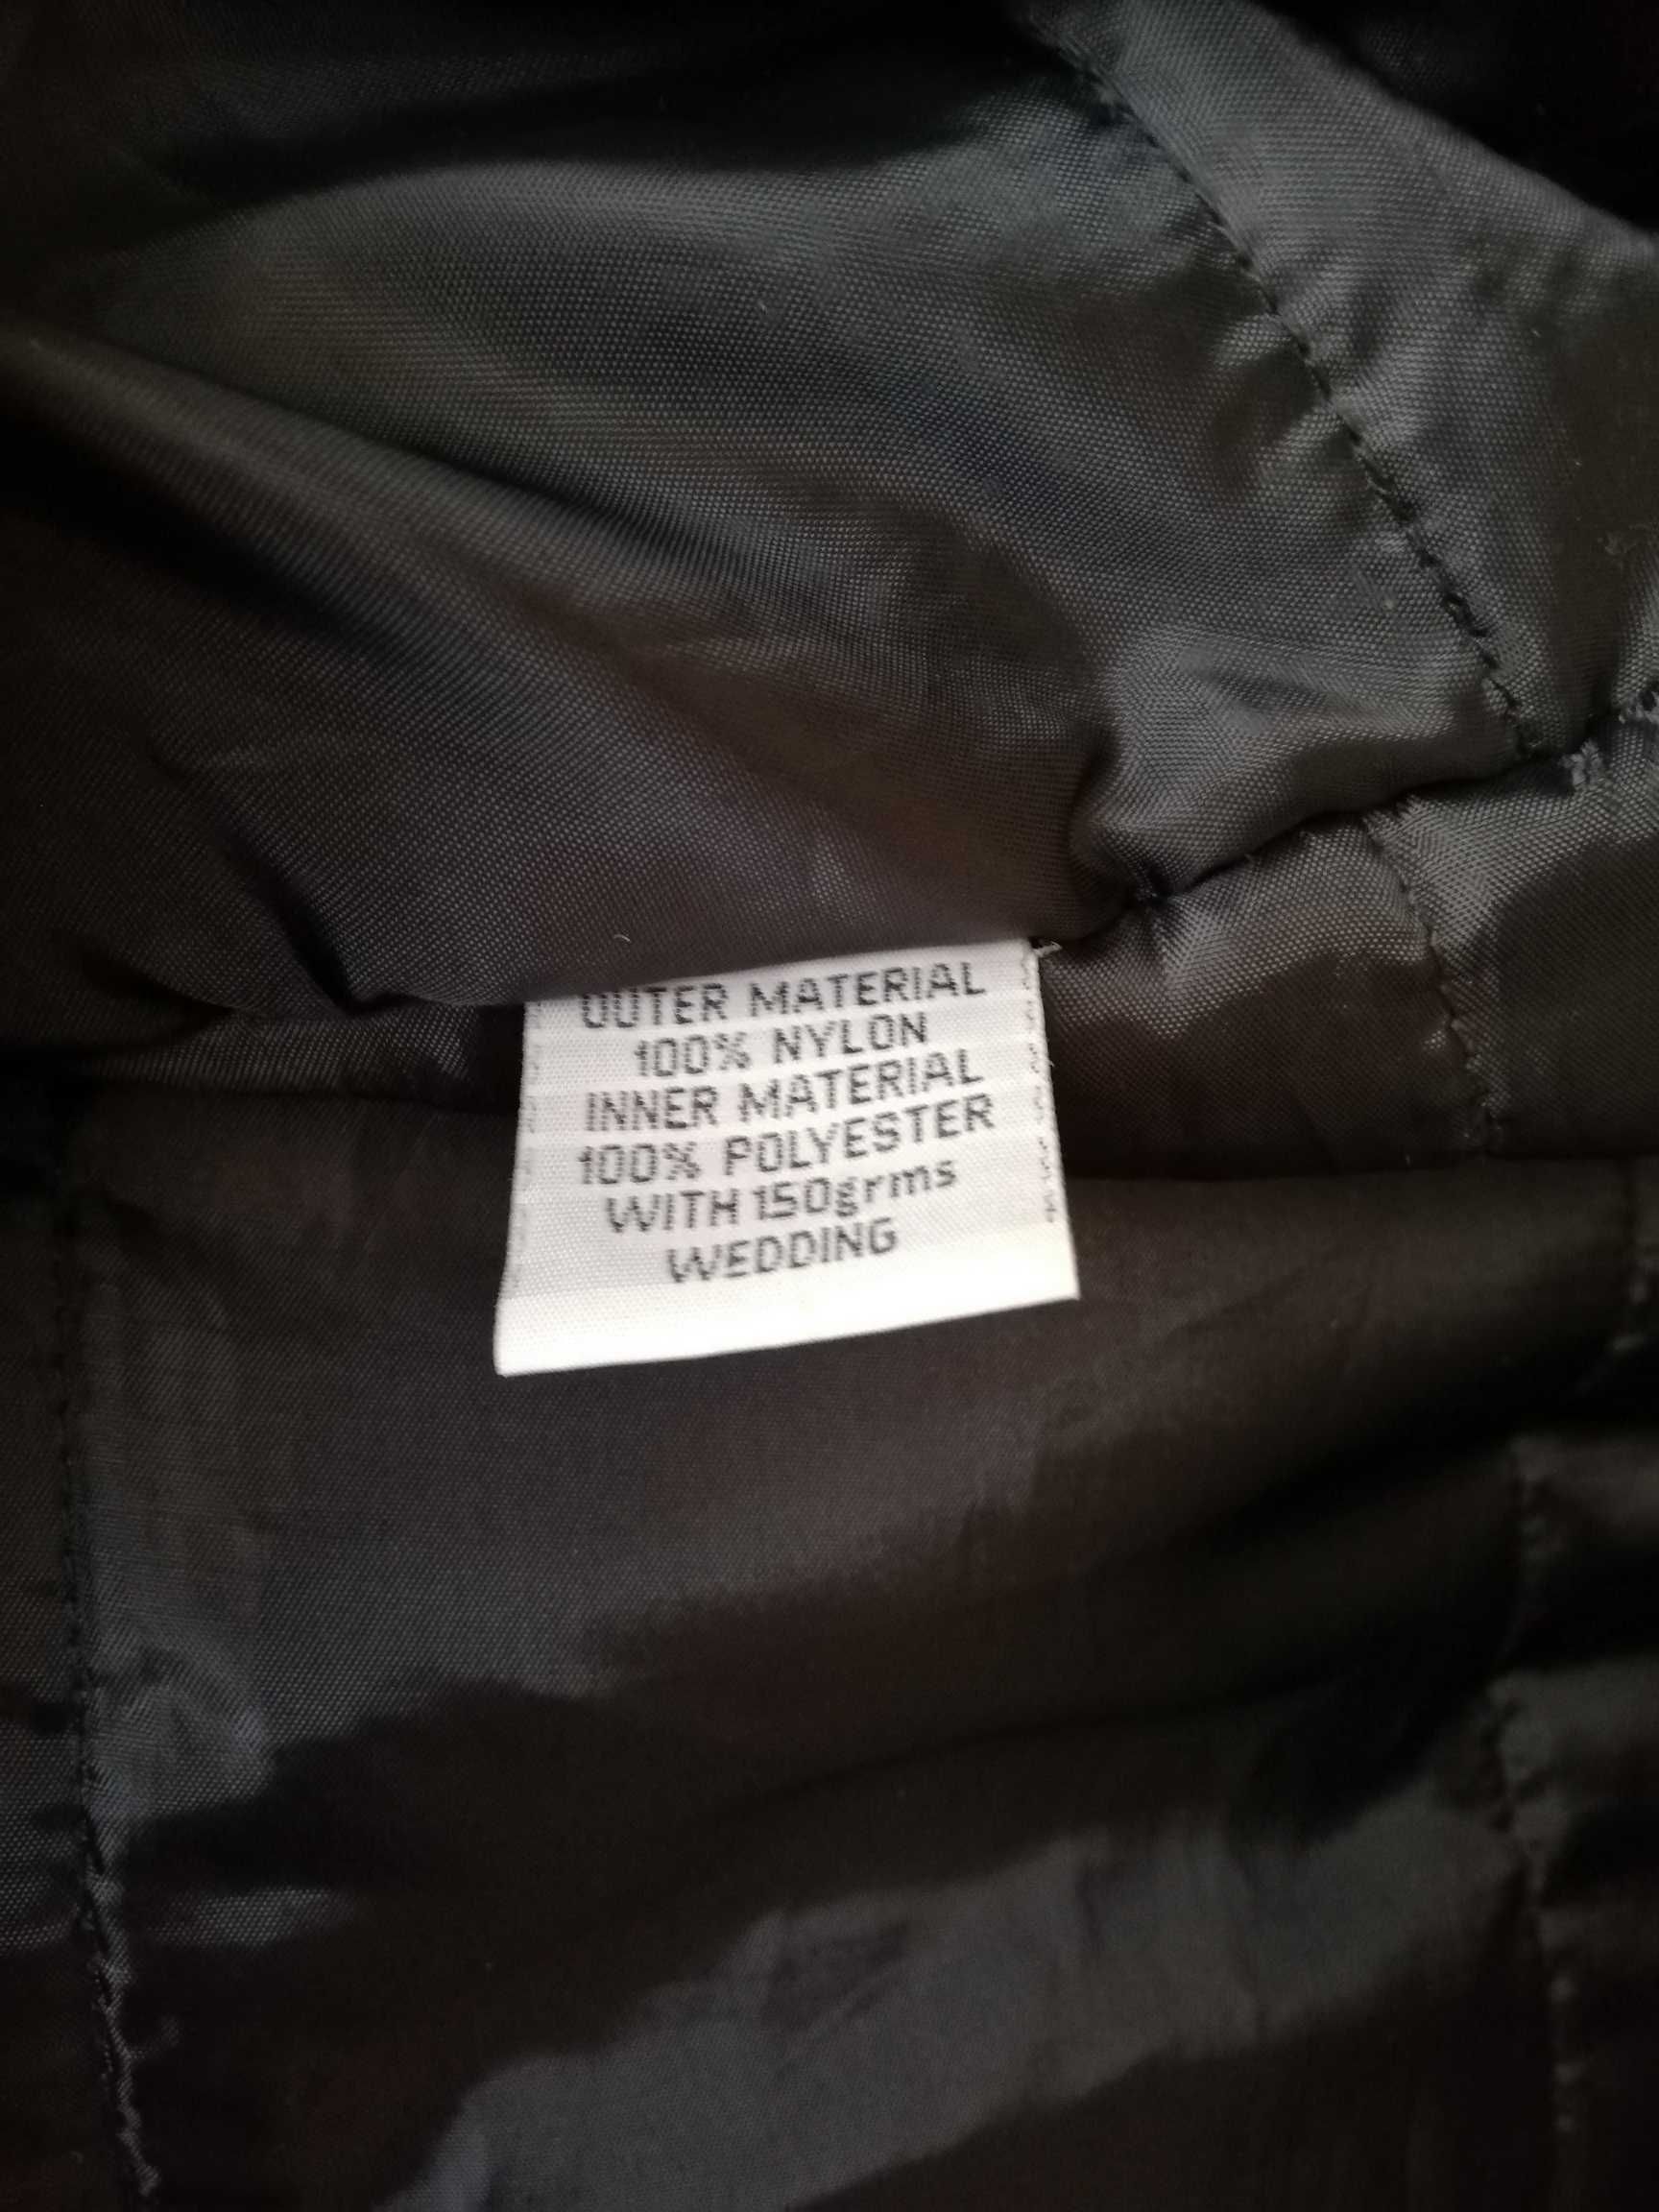 OUTER MATERIAL
100% NYLON
INNER MATERIAL
100% POLYESTER
WITH 150grms
WEDDING